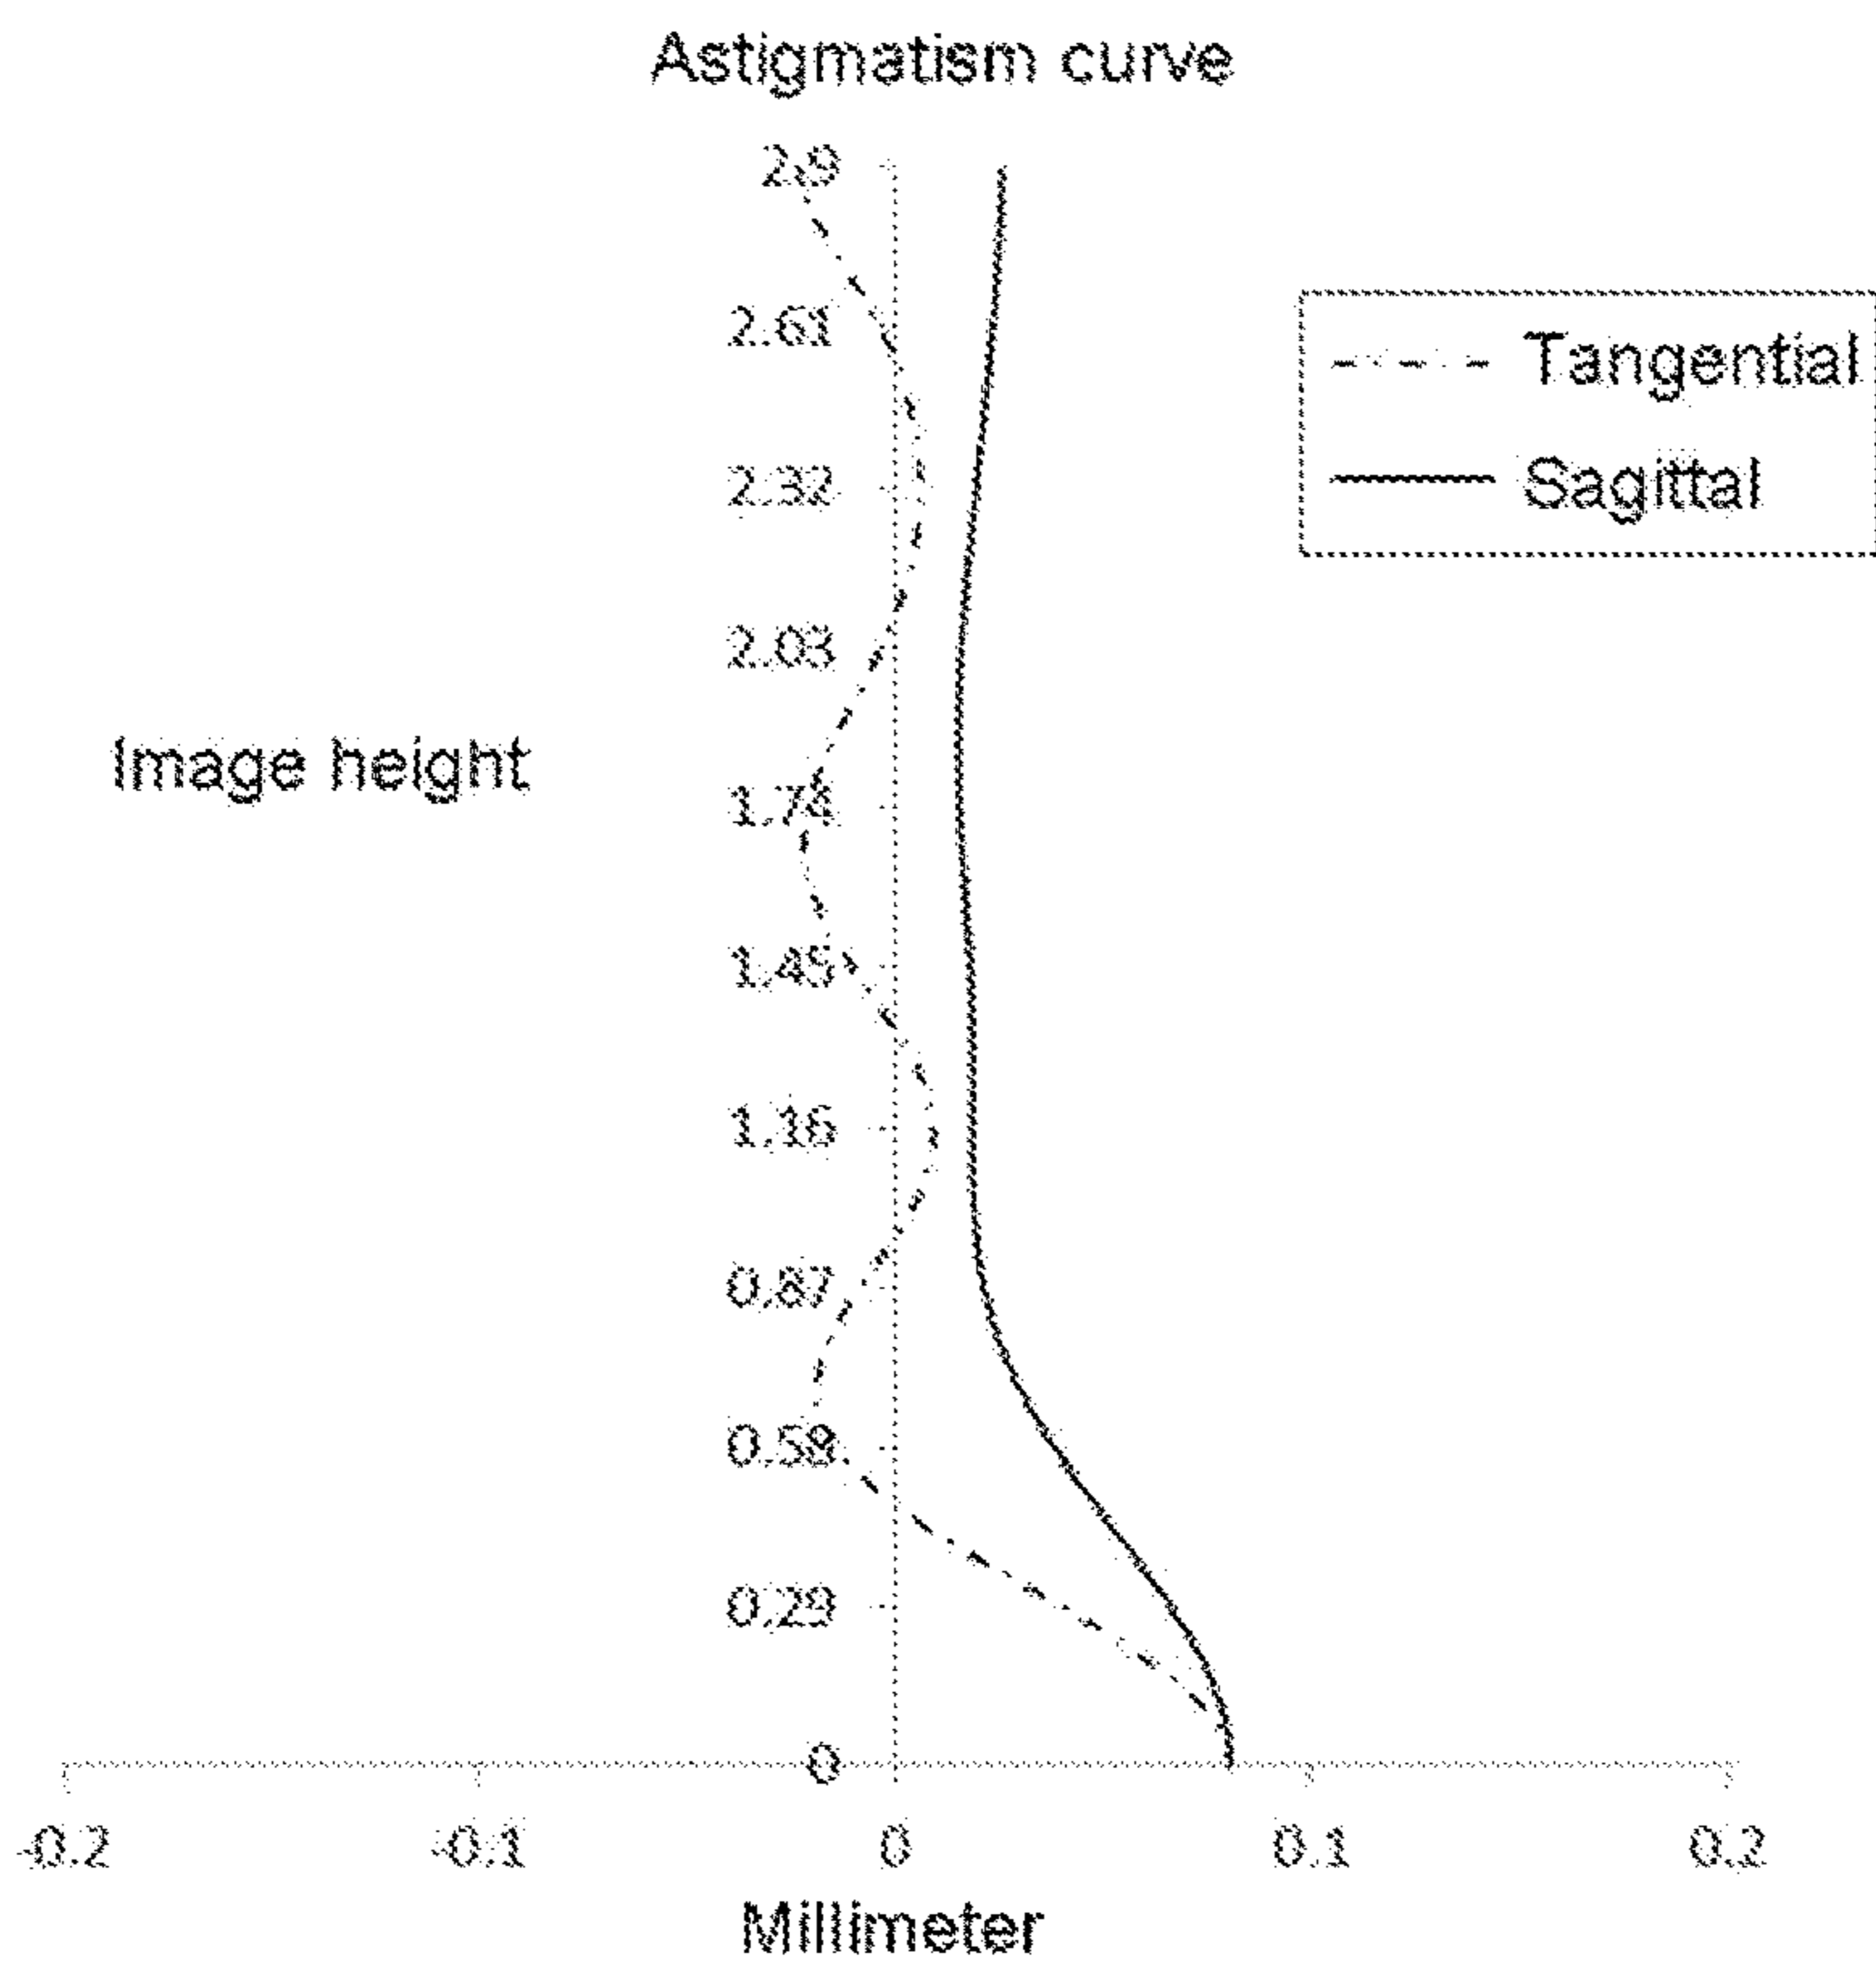 Astigmatism curve
2.9
2.61
Tangential
2.32
Sagittal
2.03
Image height
1.74
1.45
1.16
0.87
0.58
0.29
0
-0.2 -0.1 0 0.1 0.2
Millimeter